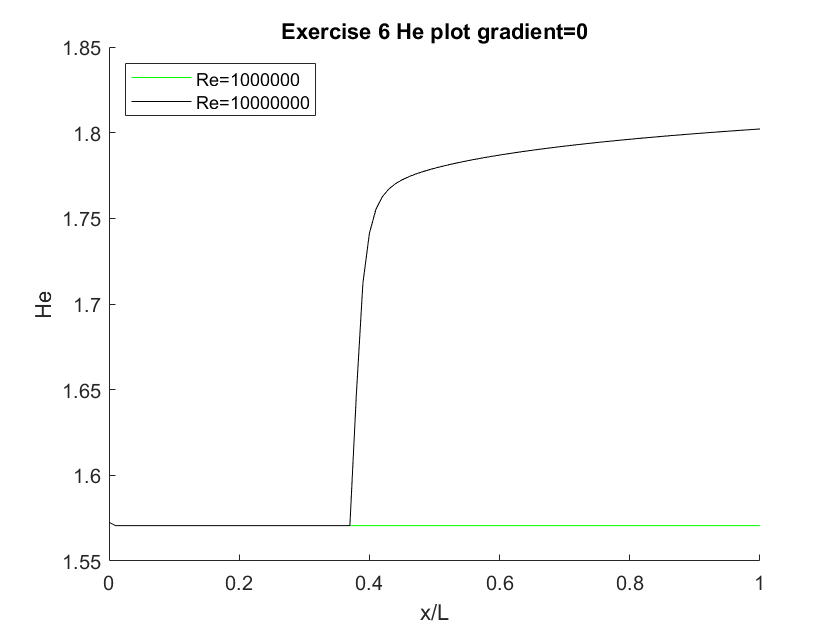 Exercise 6 He plot gradient=0
Re=1000000
Re=10000000
He
1.85
1.8
1.75
1.7
1.65
1.6
1.55
0 0.2 0.4 0.6 0.8 1
x/L